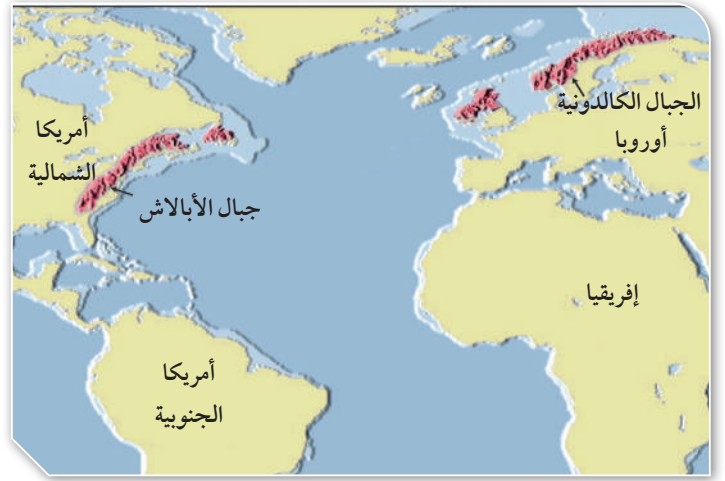 الجبال الكالدونية
أوروبا
أمريكا
الشمالية
جبال الأبالاش
إفريقيا
أمريكا
الجنوبية